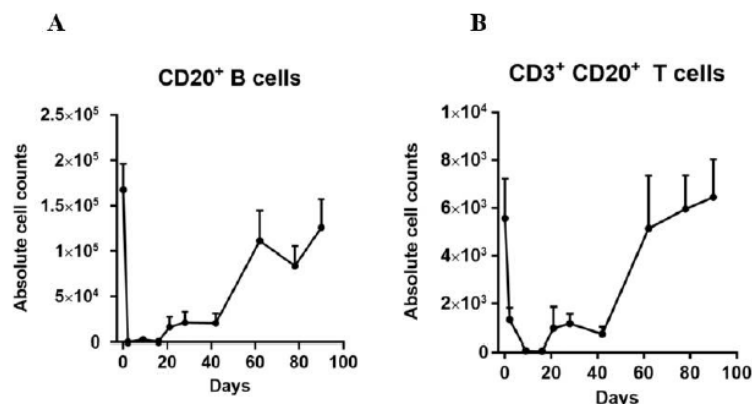 A
CD20⁺ B cells
Absolute cell counts
2.5×10⁵
2×10⁵
1.5×10⁵
1×10⁵
5×10⁴
0
0 20 40 60 80 100
Days
B
CD3⁺ CD20⁺ T cells
Absolute cell counts
1×10⁴
8×10³
6×10³
4×10³
2×10³
0
0 20 40 60 80 100
Days